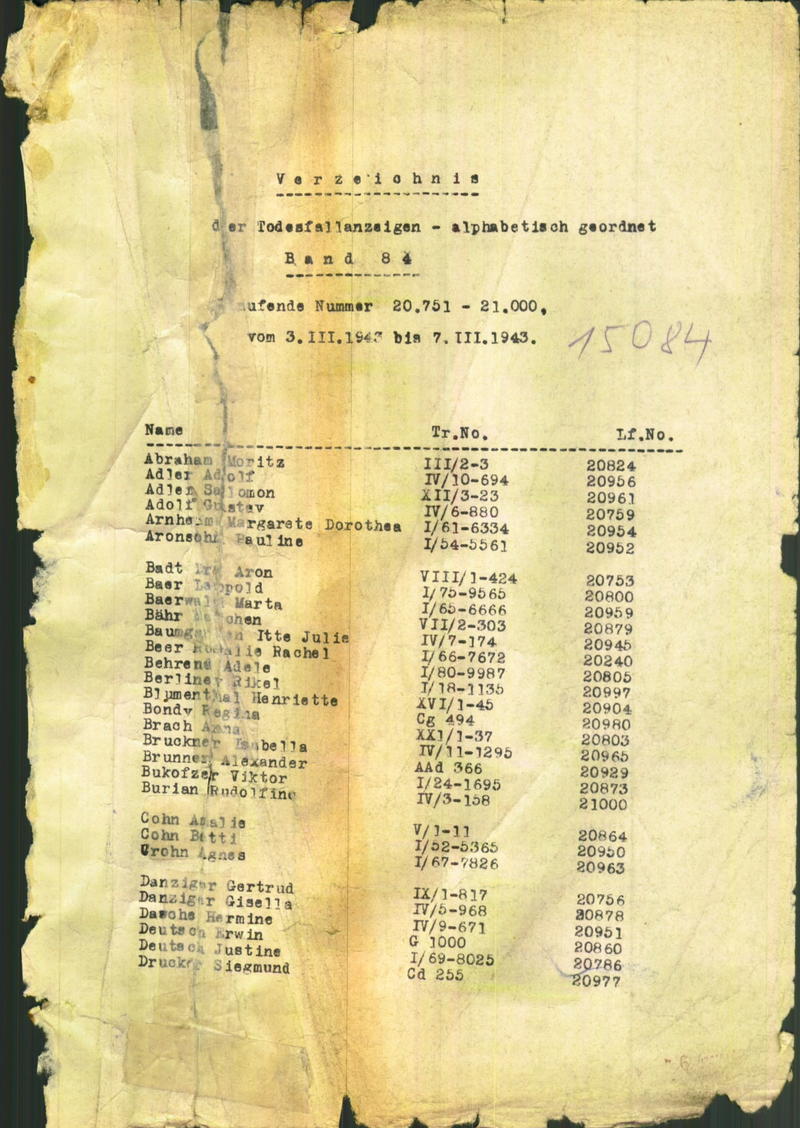 V e r z e i c h n i s
der Todesfallanzeigen - alphabetisch geordnet
B a n d 8 4
aufende Nummer 20.751 - 21.000,
vom 3.III.1943 bis 7.III.1943.
15084
Name Tr.No. Lf.No.
Abraham Moritz III/2-3 20824
Adler Adolf IV/10-694 20956
Adler Salomon XII/3-23 20961
Adolf Gustav IV/6-880 20759
Arnheim Margarete Dorothea I/61-6334 20954
Aronsohn Pauline I/54-5561 20952
Badt Aron VIII/1-424 20753
Baer Leopold I/75-9565 20800
Baerwald Marta I/65-6666 20959
Bähr VII/2-303 20879
Itte Julie IV/7-174 20945
Beer Rosalie Rachel I/66-7672 20240
Behrend Adele I/80-9987 20805
Berliner Rikel I/18-1135 20997
Blumenthal Henriette XVI/1-45 20904
Bondy Regina Cg 494 20980
Brach Anna XXI/1-37 20803
Bruckner Isabella IV/11-1295 20965
Brunner Alexander AAd 366 20929
Bukofzer Viktor I/24-1695 20873
Burian Rudolfine IV/3-158 21000
Cohn Amalie V/1-11 20864
Cohn Betti I/52-5365 20950
Crohn Agnes I/67-7826 20963
Danziger Gertrud IX/1-817 20756
Danziger Gisella IV/5-968 20878
Dasche Hermine IV/9-671 20951
Deutsch Erwin G 1000 20860
Deutsch Justine I/69-8025 20786
Drucker Siegmund Cd 255 20977